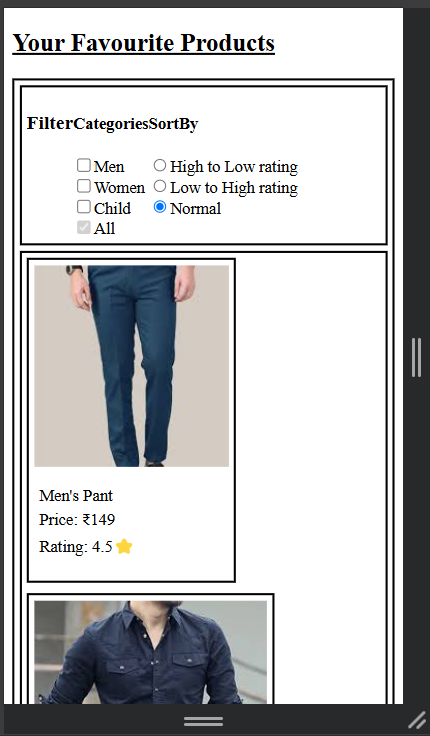 Your Favourite Products
FilterCategoriesSortBy
Men High to Low rating
Women Low to High rating
Child Normal
All
Men's Pant
Price: ₹149
Rating: 4.5